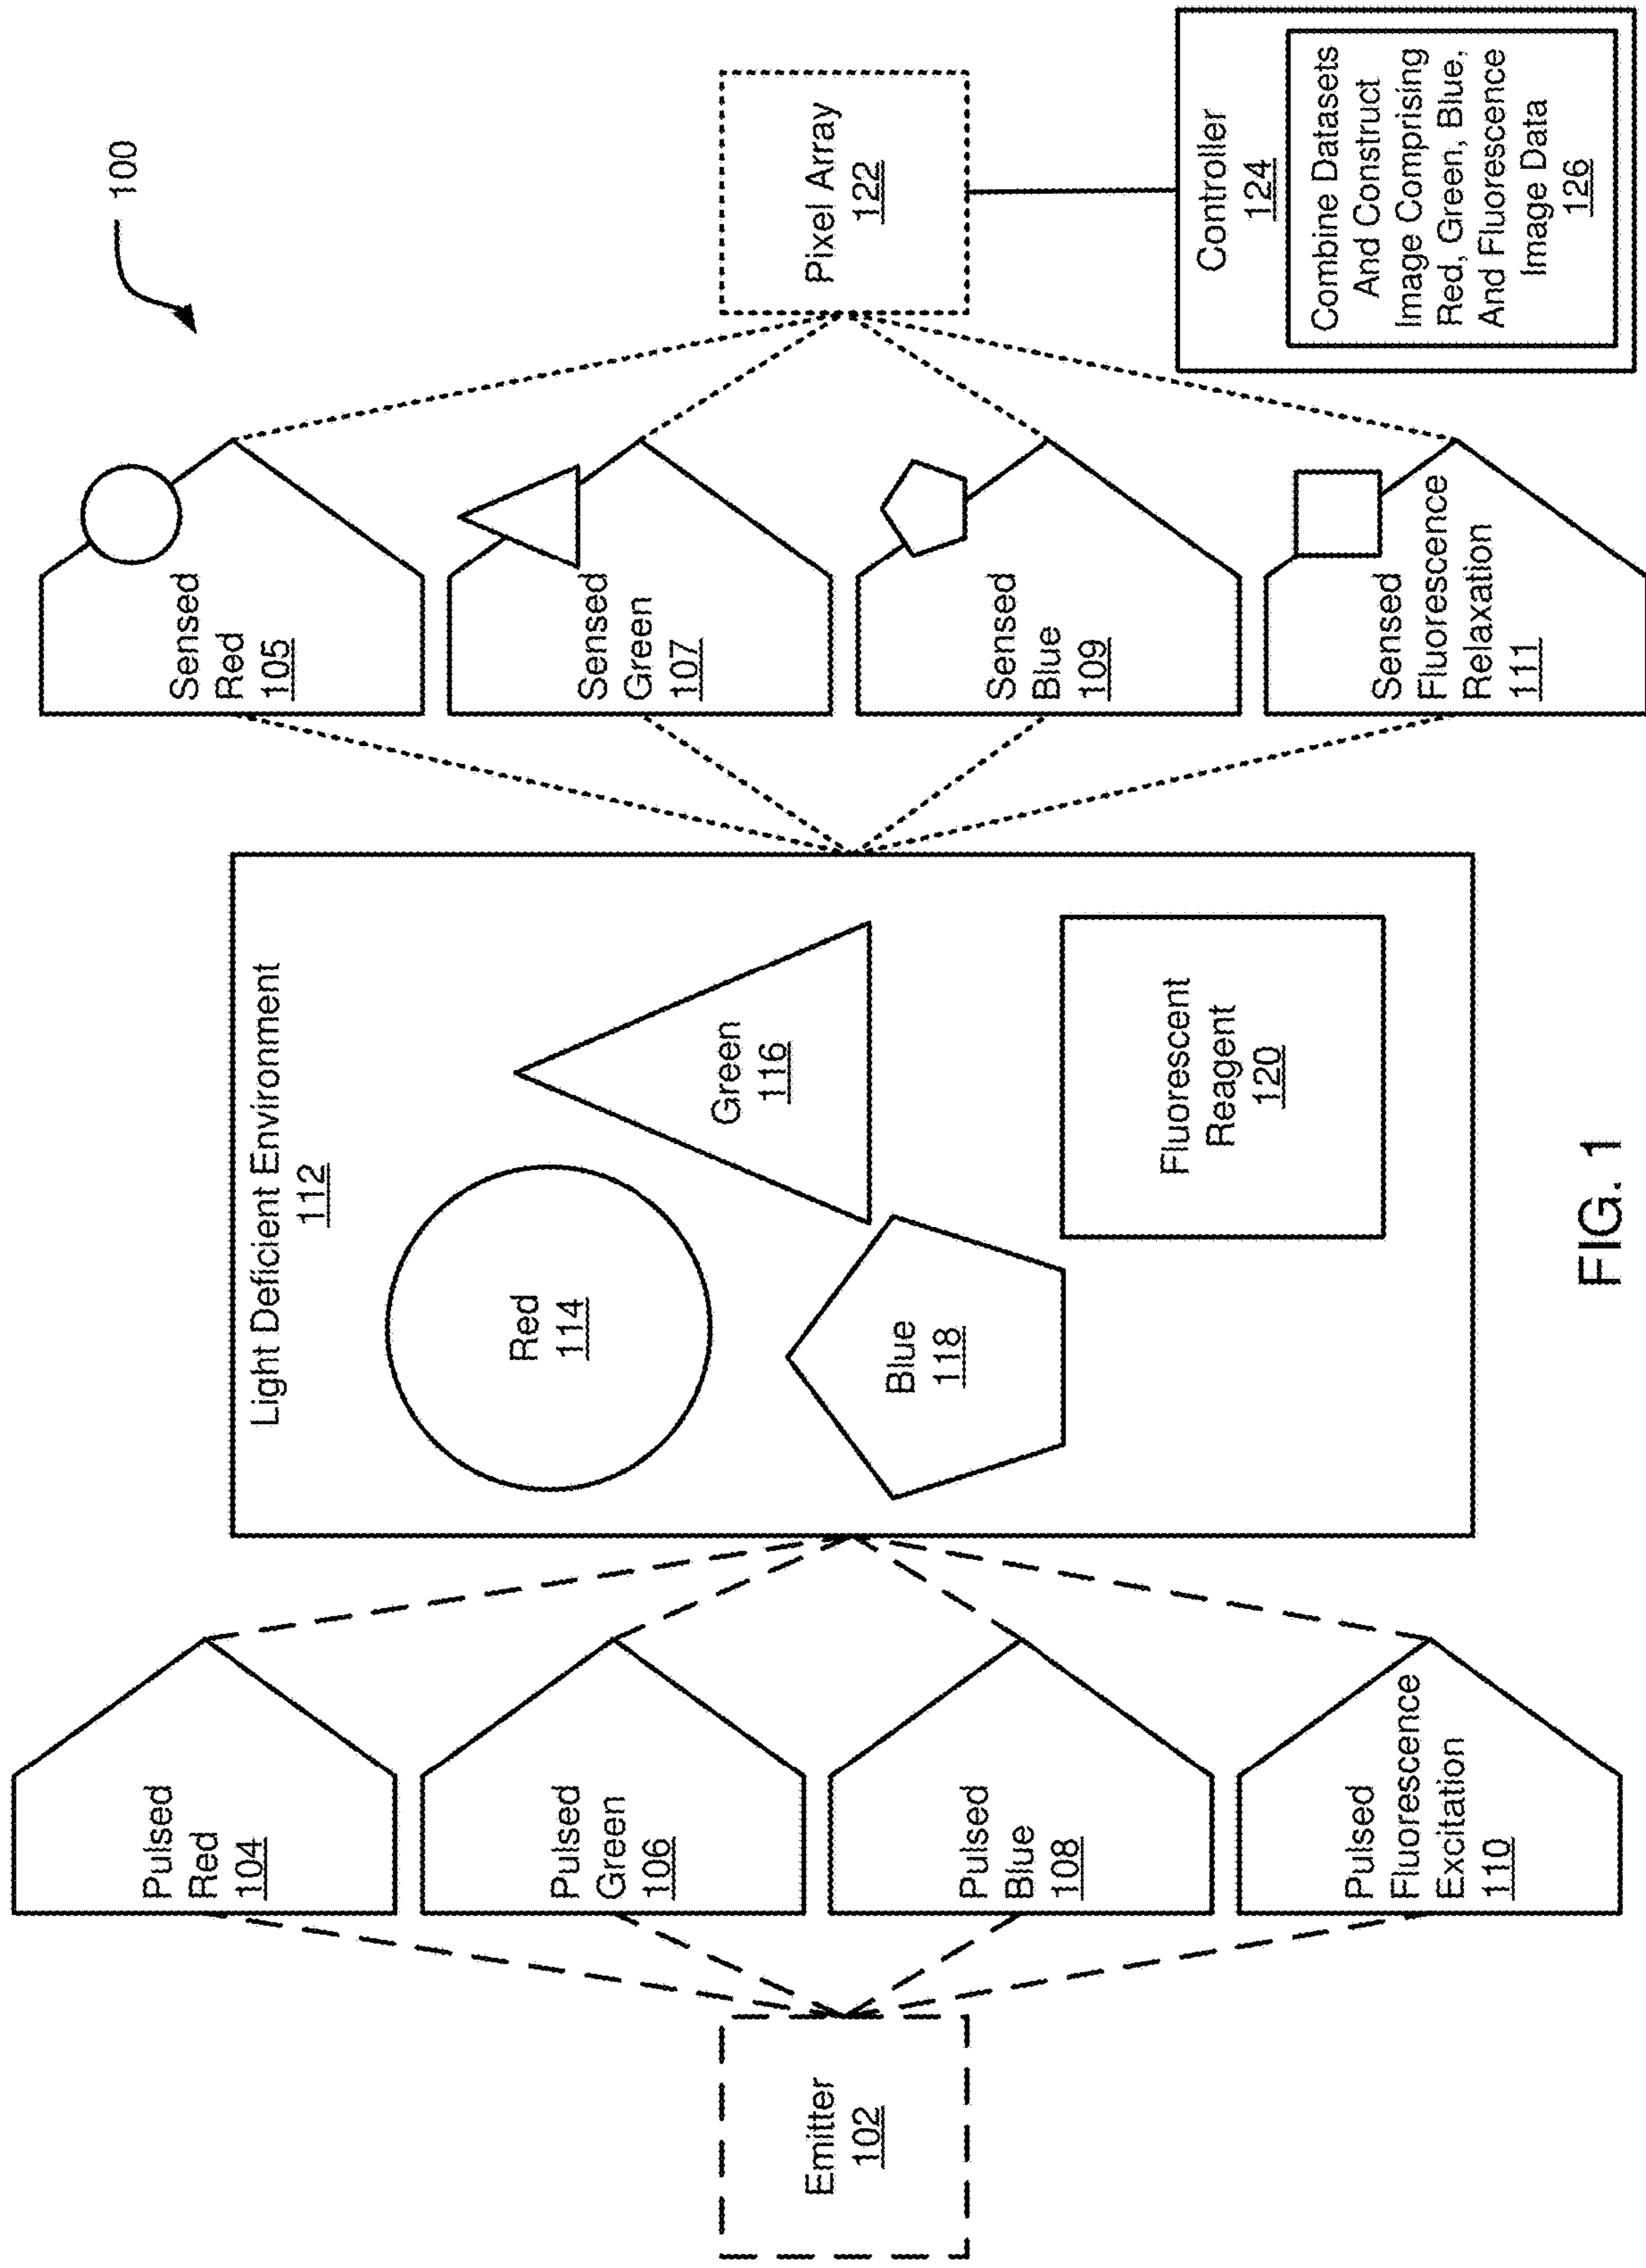 100
Emitter
102
Pulsed
Red
104
Pulsed
Green
106
Pulsed
Blue
108
Pulsed
Fluorescence
Excitation
110
Light Deficient Environment
112
Red
114
Green
116
Blue
118
Fluorescent
Reagent
120
Sensed
Red
105
Sensed
Green
107
Sensed
Blue
109
Sensed
Fluorescence
Relaxation
111
Pixel Array
122
Controller
124
Combine Datasets
And Construct
Image Comprising
Red, Green, Blue,
And Fluorescence
Image Data
126
FIG. 1